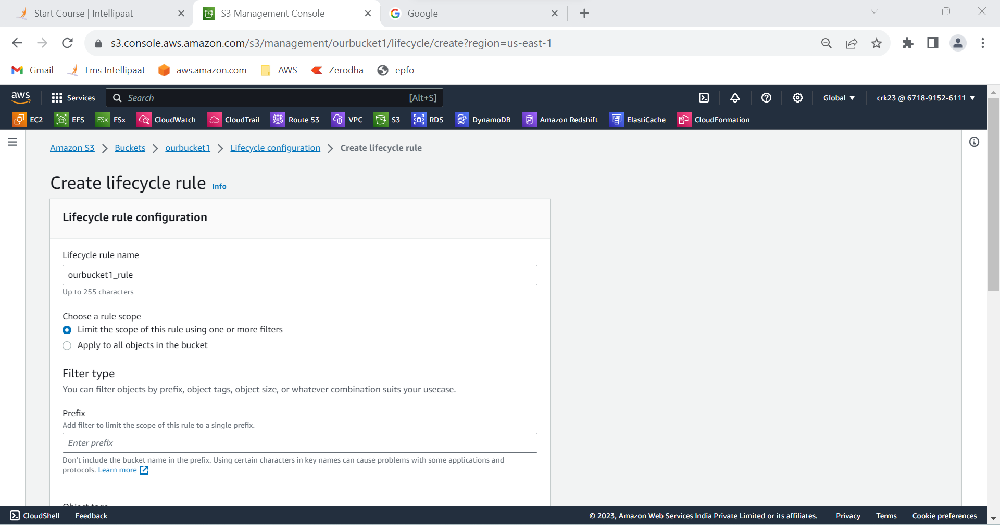 Start Course | Intellipaat
S3 Management Console
Google
s3.console.aws.amazon.com/s3/management/ourbucket1/lifecycle/create?region=us-east-1
Gmail
Lms Intellipaat
aws.amazon.com
AWS
Zerodha
epfo
aws
Services
Search
[Alt+S]
Global
crk23 @ 6718-9152-6111
EC2
EFS
FSx
FSx
CloudWatch
CloudTrail
Route 53
VPC
S3
RDS
DynamoDB
Amazon Redshift
ElastiCache
CloudFormation
Amazon S3
Buckets
ourbucket1
Lifecycle configuration
Create lifecycle rule
Create lifecycle rule Info
Lifecycle rule configuration
Lifecycle rule name
ourbucket1_rule
Up to 255 characters
Choose a rule scope
Limit the scope of this rule using one or more filters
Apply to all objects in the bucket
Filter type
You can filter objects by prefix, object tags, object size, or whatever combination suits your usecase.
Prefix
Add filter to limit the scope of this rule to a single prefix.
Enter prefix
Don't include the bucket name in the prefix. Using certain characters in key names can cause problems with some applications and
protocols. Learn more
Object tags
CloudShell
Feedback
© 2023, Amazon Web Services India Private Limited or its affiliates.
Privacy
Terms
Cookie preferences